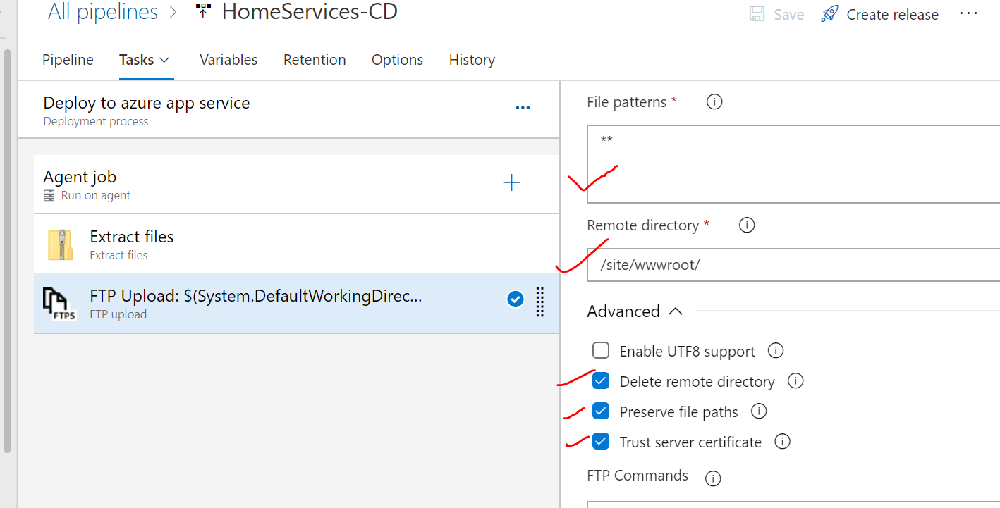 All pipelines > HomeServices-CD
Save Create release ...
Pipeline Tasks Variables Retention Options History
Deploy to azure app service
Deployment process
...
Agent job
Run on agent
Extract files
Extract files
FTP Upload: $(System.DefaultWorkingDirec...
FTP upload
FTPS
File patterns *
**
Remote directory *
/site/wwwroot/
Advanced
Enable UTF8 support
Delete remote directory
Preserve file paths
Trust server certificate
FTP Commands